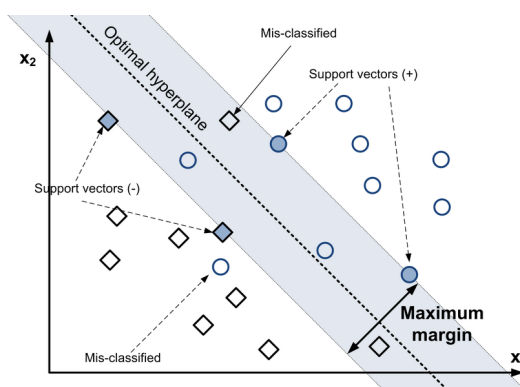 Mis-classified
x2
Optimal hyperplane
Support vectors (+)
Support vectors (-)
Maximum
margin
Mis-classified
x